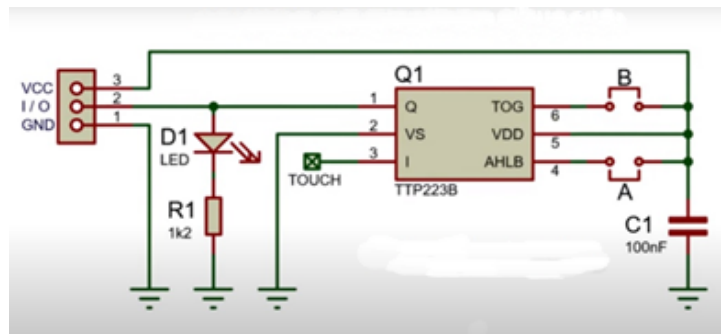 Q1
B
VCC
3
I / O
2
1
Q
TOG
6
GND
1
D1
2
VS
VDD
5
LED
3
I
AHLB
4
TOUCH
TTP223B
A
R1
1k2
C1
100nF